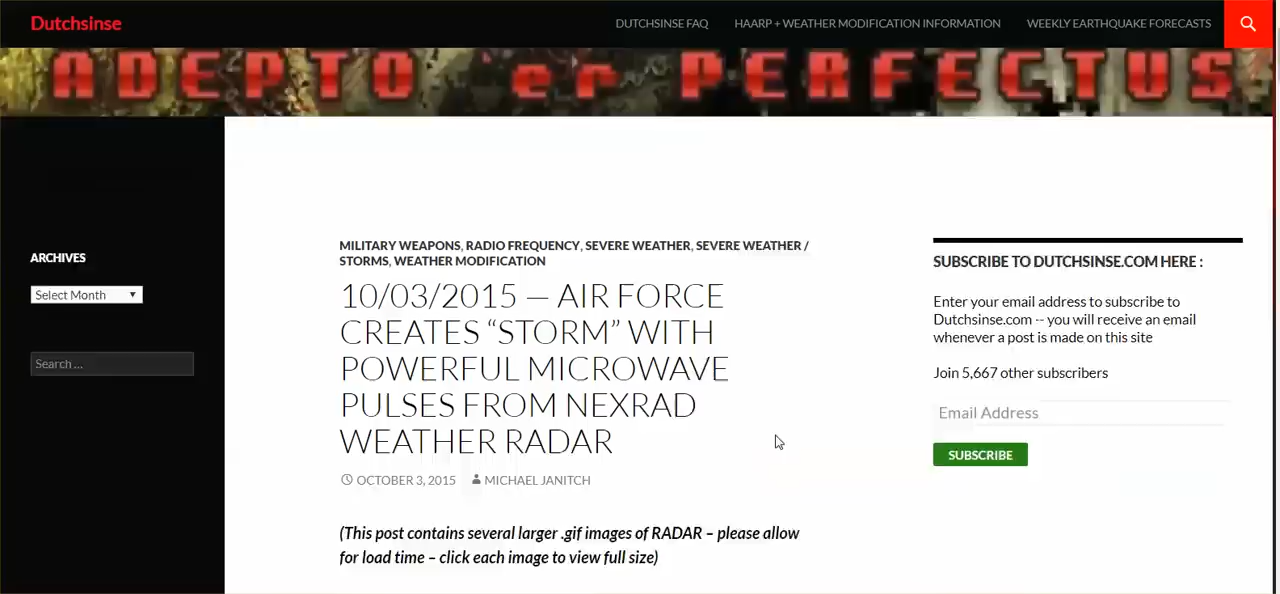 Dutchsinse
DUTCHSINSE FAQ
HAARP + WEATHER MODIFICATION INFORMATION
WEEKLY EARTHQUAKE FORECASTS
ADEPTO er PERFECTUS
ARCHIVES
Select Month
Search ...
MILITARY WEAPONS, RADIO FREQUENCY, SEVERE WEATHER, SEVERE WEATHER /
STORMS, WEATHER MODIFICATION
10/03/2015 — AIR FORCE
CREATES “STORM” WITH
POWERFUL MICROWAVE
PULSES FROM NEXRAD
WEATHER RADAR
OCTOBER 3, 2015
MICHAEL JANITCH
(This post contains several larger .gif images of RADAR – please allow
for load time – click each image to view full size)
SUBSCRIBE TO DUTCHSINSE.COM HERE :
Enter your email address to subscribe to
Dutchsinse.com -- you will receive an email
whenever a post is made on this site
Join 5,667 other subscribers
Email Address
SUBSCRIBE